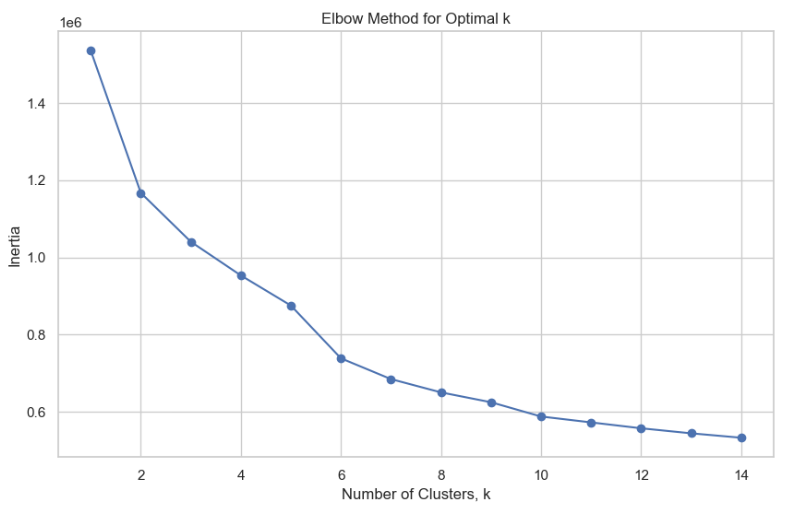 Elbow Method for Optimal k
1e6
1.4
1.2
1.0
0.8
0.6
Inertia
2 4 6 8 10 12 14
Number of Clusters, k